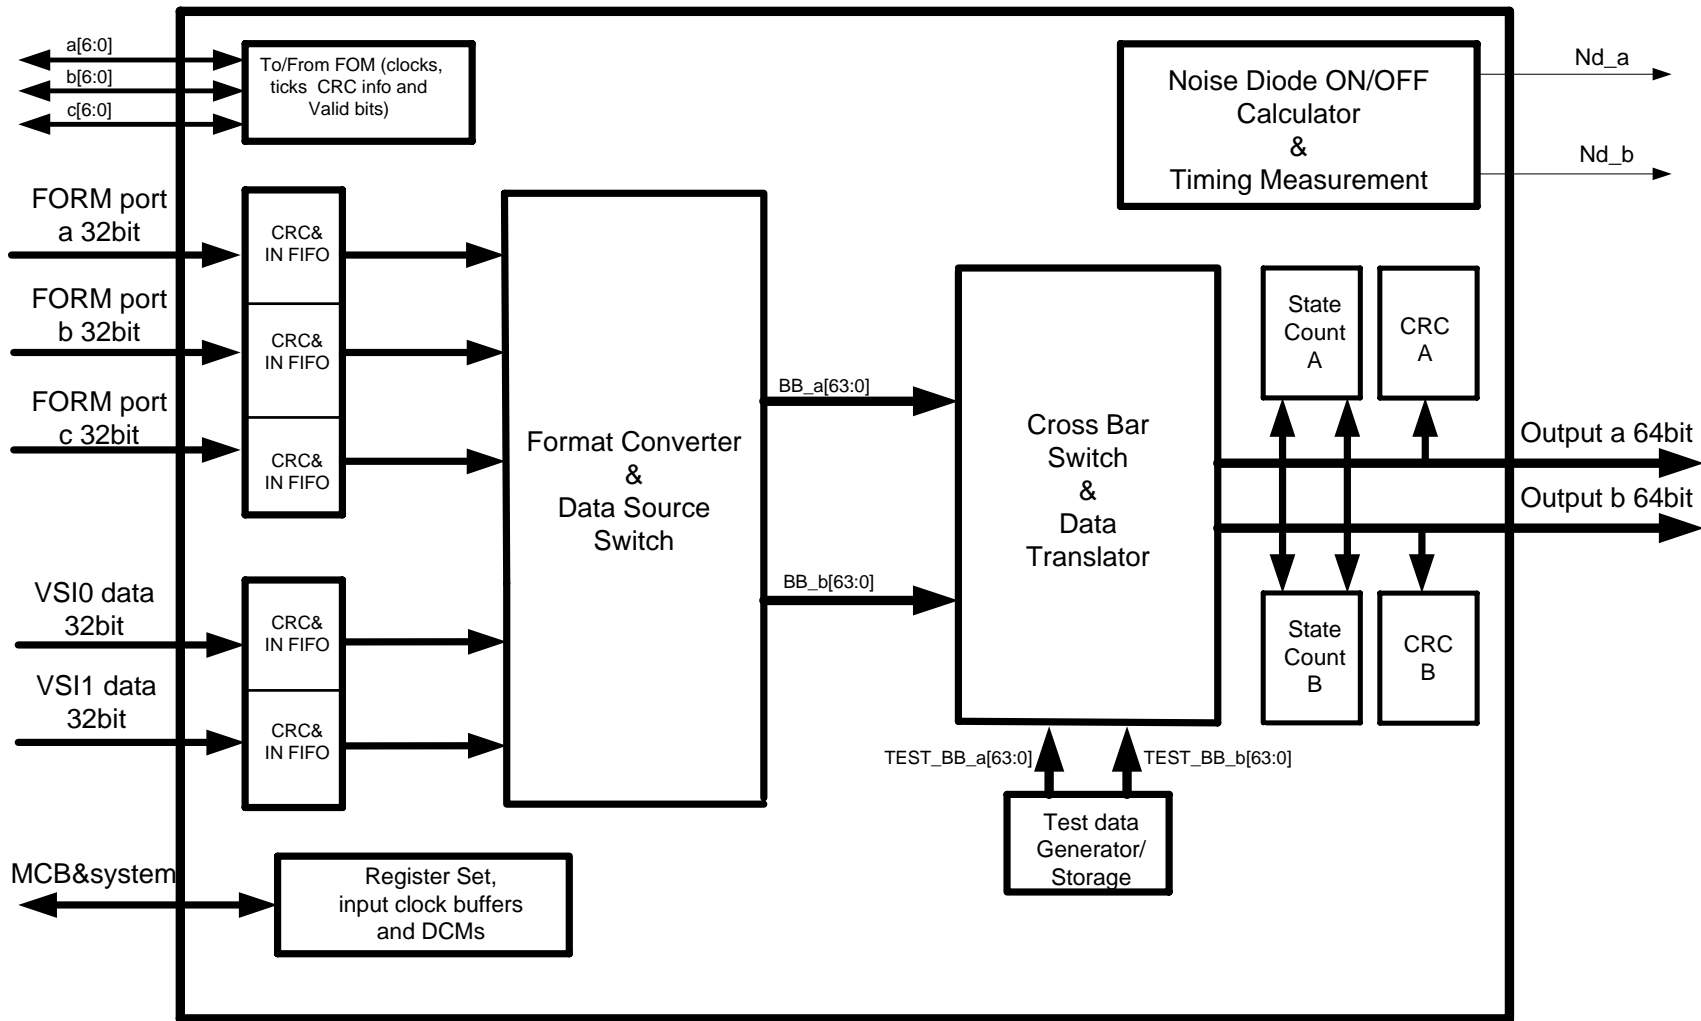 a[6:0]
b[6:0]
c[6:0]
To/From FOM (clocks,
ticks CRC info and
Valid bits)
Noise Diode ON/OFF
Calculator
&
Timing Measurement
Nd_a
Nd_b
FORM port
a 32bit
FORM port
b 32bit
FORM port
c 32bit
CRC&
IN FIFO
CRC&
IN FIFO
CRC&
IN FIFO
VSI0 data
32bit
VSI1 data
32bit
CRC&
IN FIFO
CRC&
IN FIFO
Format Converter
&
Data Source
Switch
BB_a[63:0]
BB_b[63:0]
Cross Bar
Switch
&
Data
Translator
State
Count
A
CRC
A
Output a 64bit
Output b 64bit
State
Count
B
CRC
B
TEST_BB_a[63:0]
TEST_BB_b[63:0]
Test data
Generator/
Storage
MCB&system
Register Set,
input clock buffers
and DCMs